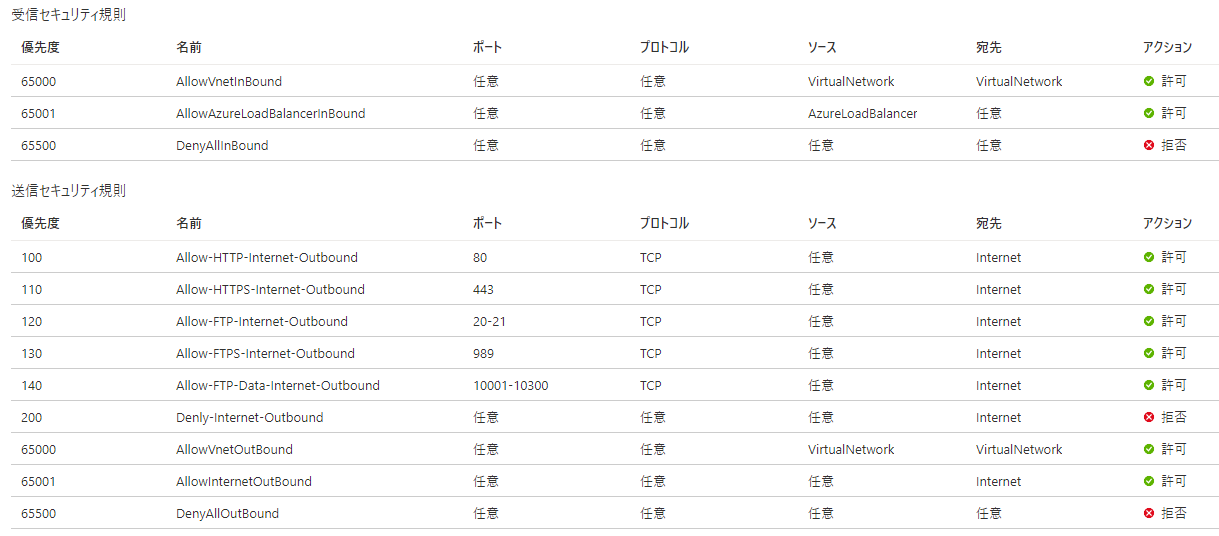 受信セキュリティ規則
優先度 名前 ポート プロトコル ソース 宛先 アクション
65000 AllowVnetInBound 任意 任意 VirtualNetwork VirtualNetwork 許可
65001 AllowAzureLoadBalancerInBound 任意 任意 AzureLoadBalancer 任意 許可
65500 DenyAllInBound 任意 任意 任意 任意 拒否
送信セキュリティ規則
優先度 名前 ポート プロトコル ソース 宛先 アクション
100 Allow-HTTP-Internet-Outbound 80 TCP 任意 Internet 許可
110 Allow-HTTPS-Internet-Outbound 443 TCP 任意 Internet 許可
120 Allow-FTP-Internet-Outbound 20-21 TCP 任意 Internet 許可
130 Allow-FTPS-Internet-Outbound 989 TCP 任意 Internet 許可
140 Allow-FTP-Data-Internet-Outbound 10001-10300 TCP 任意 Internet 許可
200 Denly-Internet-Outbound 任意 任意 任意 Internet 拒否
65000 AllowVnetOutBound 任意 任意 VirtualNetwork VirtualNetwork 許可
65001 AllowInternetOutBound 任意 任意 任意 Internet 許可
65500 DenyAllOutBound 任意 任意 任意 任意 拒否